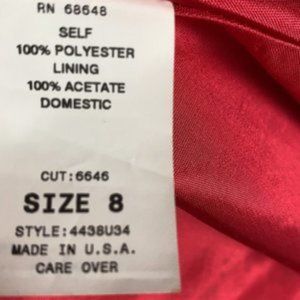 RN 68648
SELF
100% POLYESTER
LINING
100% ACETATE
DOMESTIC
CUT:6646
SIZE 8
STYLE:4438U34
MADE IN U.S.A.
CARE OVER